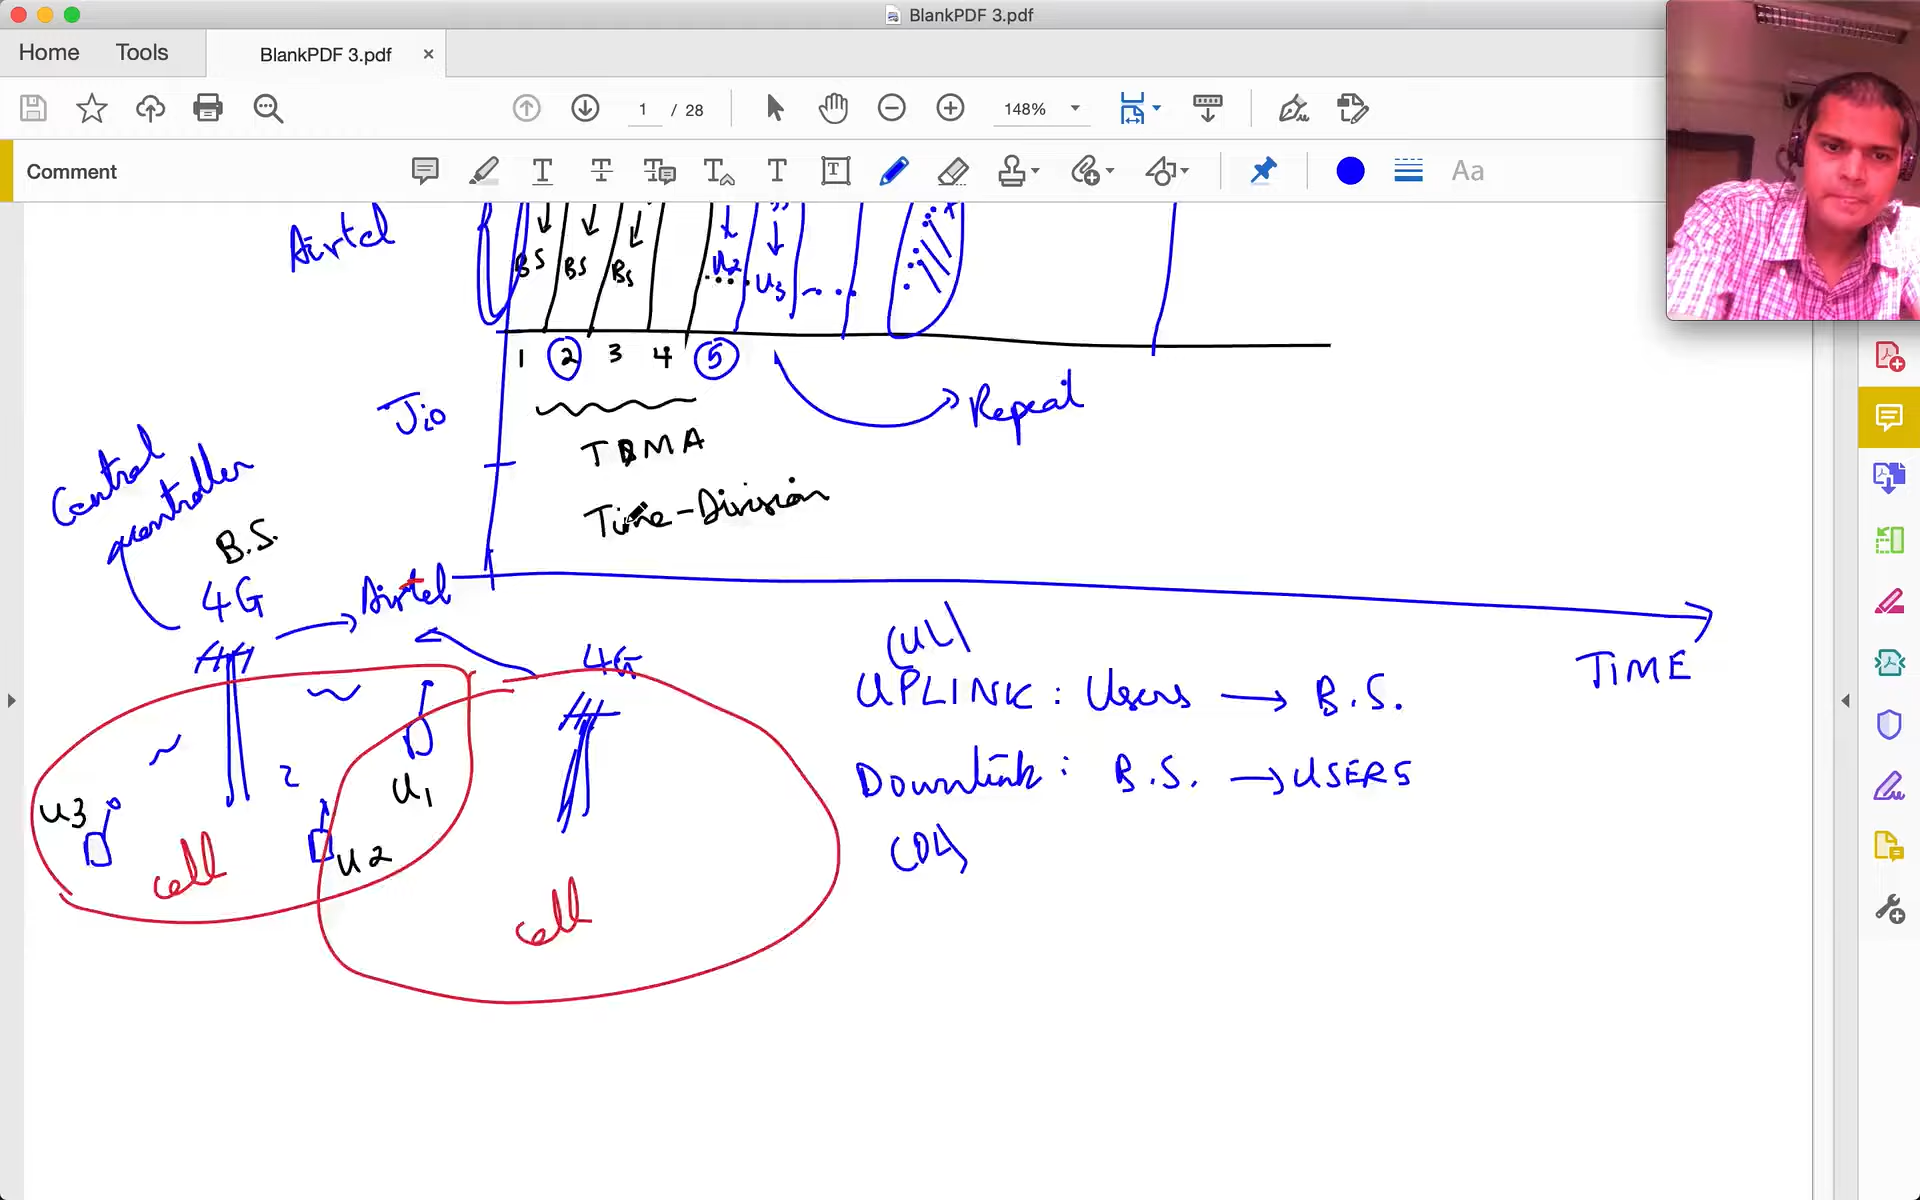 BlankPDF 3.pdf
Home Tools BlankPDF 3.pdf ×
1 / 28 148%
Comment Aa
Airtel
BS BS BS U2 U3
1 2 3 4 5
Jio
Repeat
TDMA
Time-Division
Central
controller
B.S.
4G
Airtel
(UL)
4G
TIME
UPLINK : Users → B.S.
Downlink : B.S. → USERS
(DL)
U1
U3
U2
cell
cell